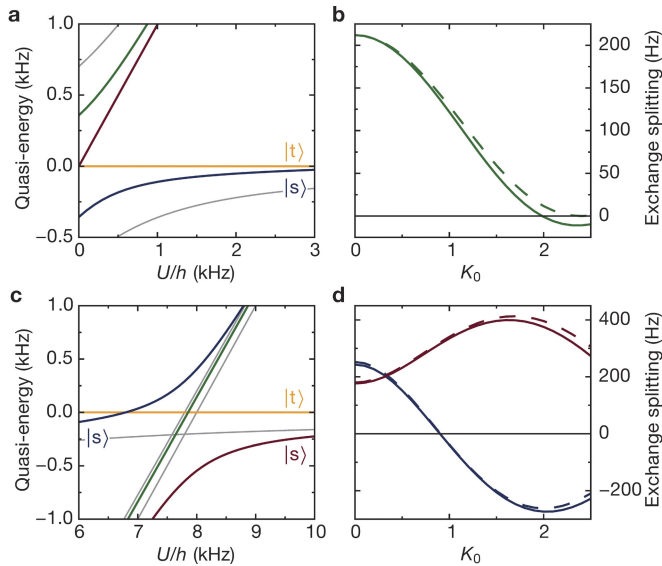 a
Quasi-energy (kHz)
1.0
0.5
0.0
−0.5
|t⟩
|s⟩
0 1 2 3
U/h (kHz)
b
200
150
100
50
0
Exchange splitting (Hz)
0 1 2
K0
c
Quasi-energy (kHz)
1.0
0.5
0.0
−0.5
−1.0
|t⟩
|s⟩
|s⟩
6 7 8 9 10
U/h (kHz)
d
400
200
0
−200
Exchange splitting (Hz)
0 1 2
K0